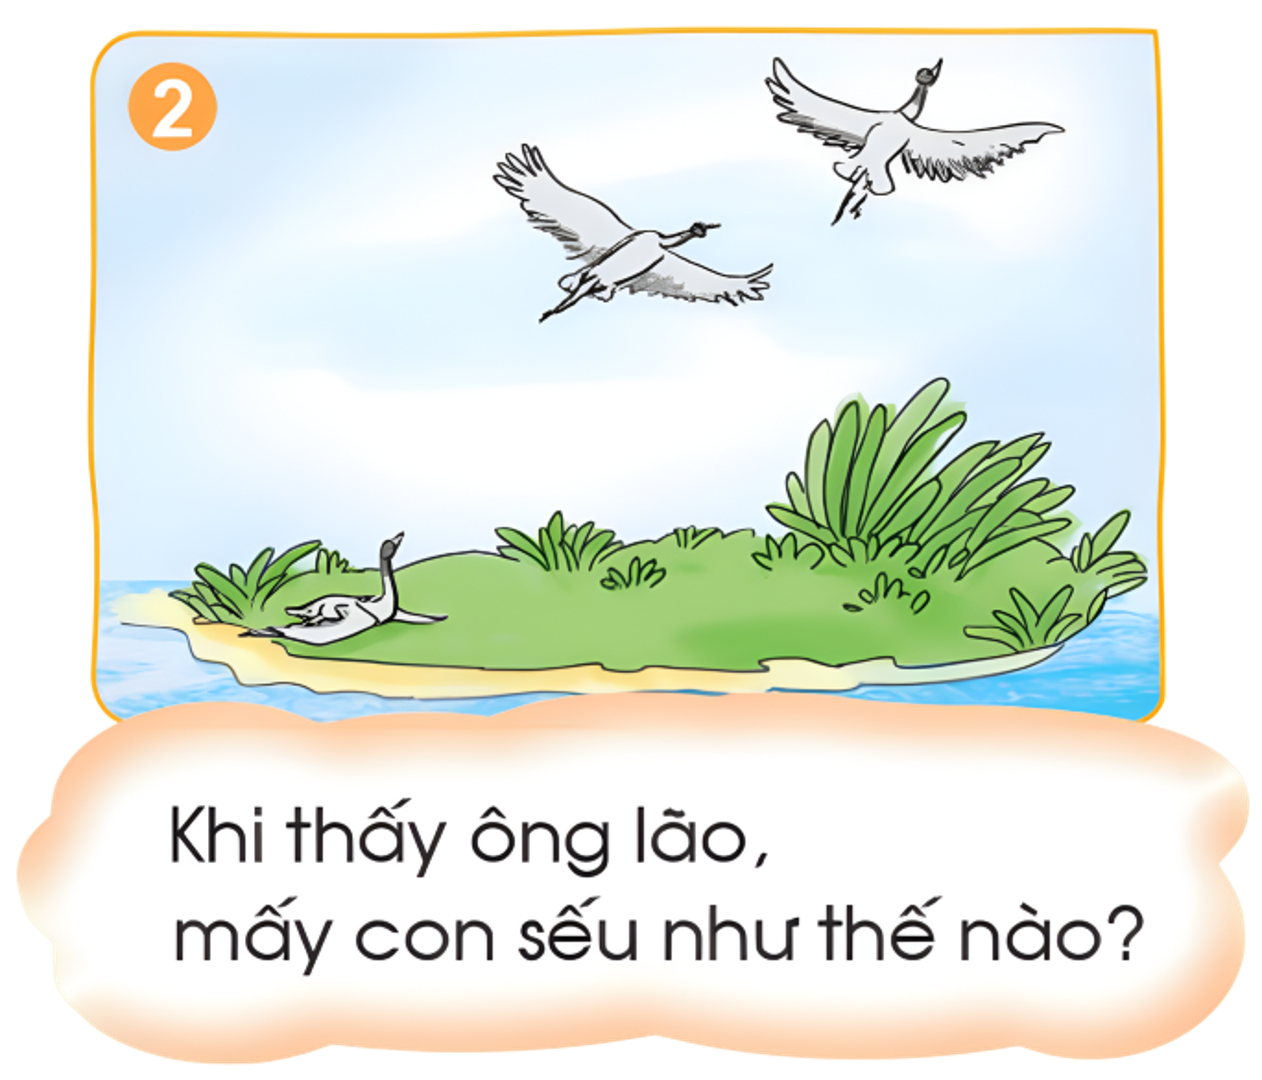 2
Khi thấy ông lão,
mấy con sếu như thế nào?